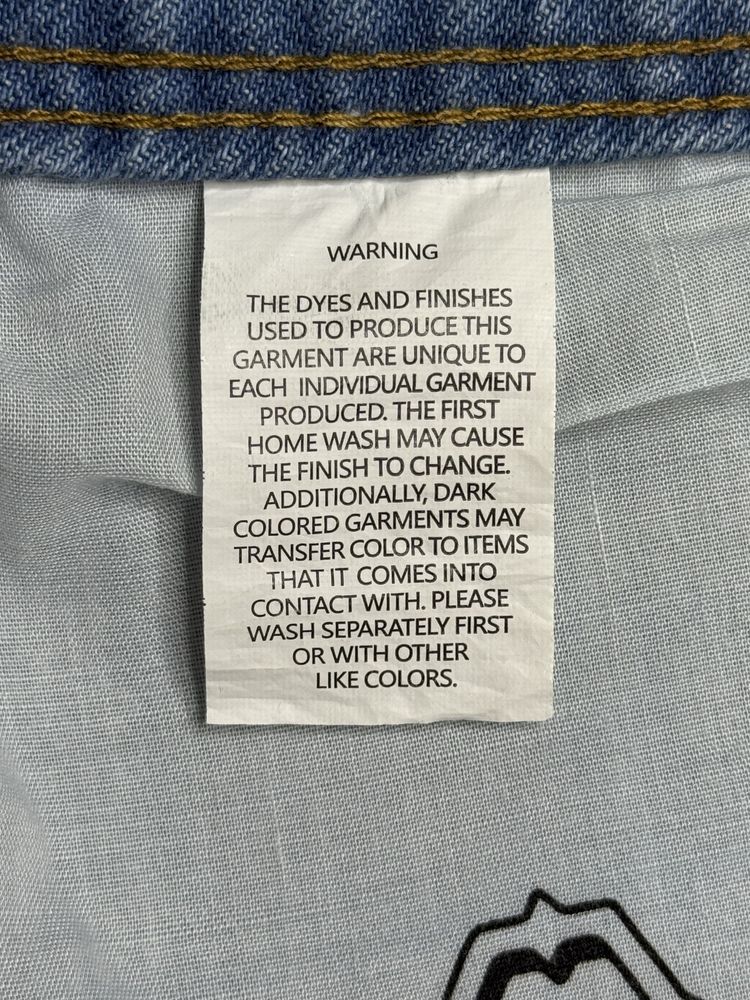 WARNING
THE DYES AND FINISHES
USED TO PRODUCE THIS
GARMENT ARE UNIQUE TO
EACH INDIVIDUAL GARMENT
PRODUCED. THE FIRST
HOME WASH MAY CAUSE
THE FINISH TO CHANGE.
ADDITIONALLY, DARK
COLORED GARMENTS MAY
TRANSFER COLOR TO ITEMS
THAT IT COMES INTO
CONTACT WITH. PLEASE
WASH SEPARATELY FIRST
OR WITH OTHER
LIKE COLORS.